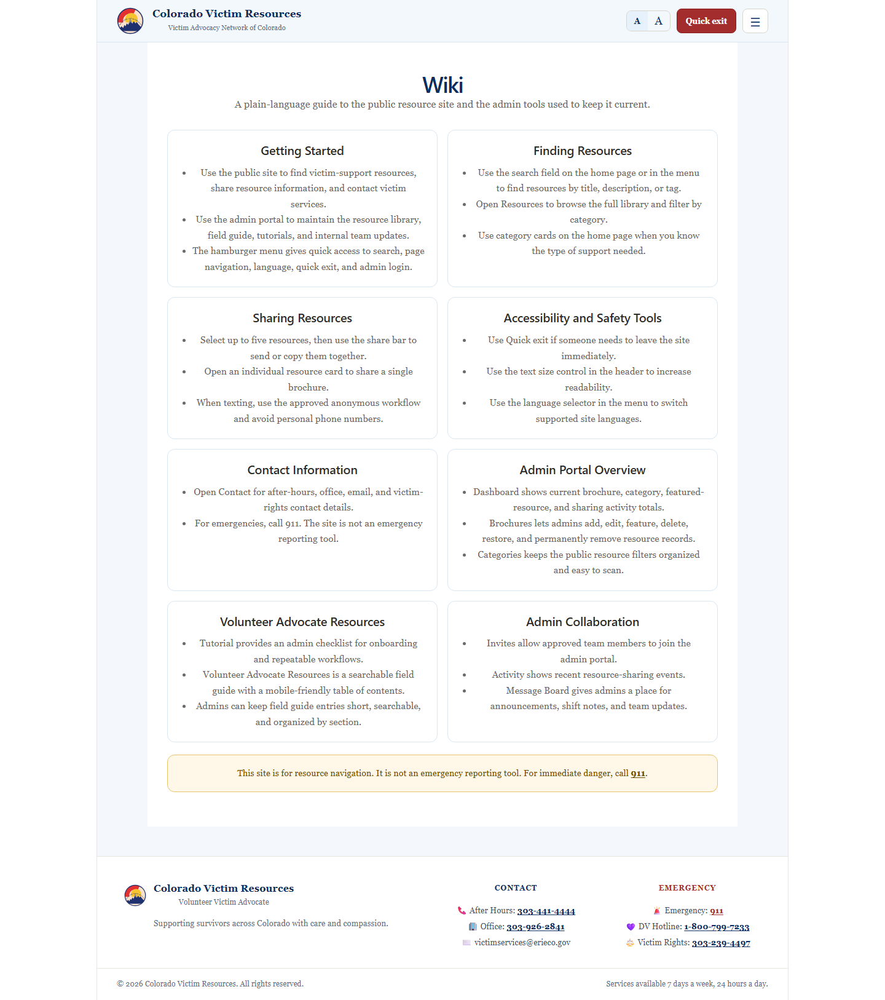 Colorado Victim Resources
Victim Advocacy Network of Colorado
A A Quick exit ☰
Wiki
A plain-language guide to the public resource site and the admin tools used to keep it current.
Getting Started
• Use the public site to find victim-support resources,
share resource information, and contact victim
services.
• Use the admin portal to maintain the resource library,
field guide, tutorials, and internal team updates.
• The hamburger menu gives quick access to search, page
navigation, language, quick exit, and admin login.
Finding Resources
• Use the search field on the home page or in the menu
to find resources by title, description, or tag.
• Open Resources to browse the full library and filter by
category.
• Use category cards on the home page when you know
the type of support needed.
Sharing Resources
• Select up to five resources, then use the share bar to
send or copy them together.
• Open an individual resource card to share a single
brochure.
• When texting, use the approved anonymous workflow
and avoid personal phone numbers.
Accessibility and Safety Tools
• Use Quick exit if someone needs to leave the site
immediately.
• Use the text size control in the header to increase
readability.
• Use the language selector in the menu to switch
supported site languages.
Contact Information
• Open Contact for after-hours, office, email, and victim-
rights contact details.
• For emergencies, call 911. The site is not an emergency
reporting tool.
Admin Portal Overview
• Dashboard shows current brochure, category, featured-
resource, and sharing activity totals.
• Brochures lets admins add, edit, feature, delete,
restore, and permanently remove resource records.
• Categories keeps the public resource filters organized
and easy to scan.
Volunteer Advocate Resources
• Tutorial provides an admin checklist for onboarding
and repeatable workflows.
• Volunteer Advocate Resources is a searchable field
guide with a mobile-friendly table of contents.
• Admins can keep field guide entries short, searchable,
and organized by section.
Admin Collaboration
• Invites allow approved team members to join the
admin portal.
• Activity shows recent resource-sharing events.
• Message Board gives admins a place for
announcements, shift notes, and team updates.
This site is for resource navigation. It is not an emergency reporting tool. For immediate danger, call 911.
Colorado Victim Resources
Volunteer Victim Advocate
Supporting survivors across Colorado with care and compassion.
CONTACT
After Hours: 303-441-4444
Office: 303-926-2841
victimservices@erieco.gov
EMERGENCY
Emergency: 911
DV Hotline: 1-800-799-7233
Victim Rights: 303-239-4497
© 2026 Colorado Victim Resources. All rights reserved.
Services available 7 days a week, 24 hours a day.